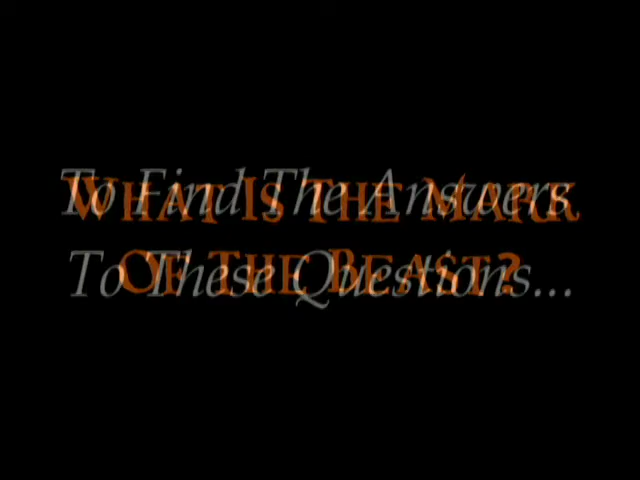 To Find The Answers
To These Questions...
What Is The Mark
Of The Beast?